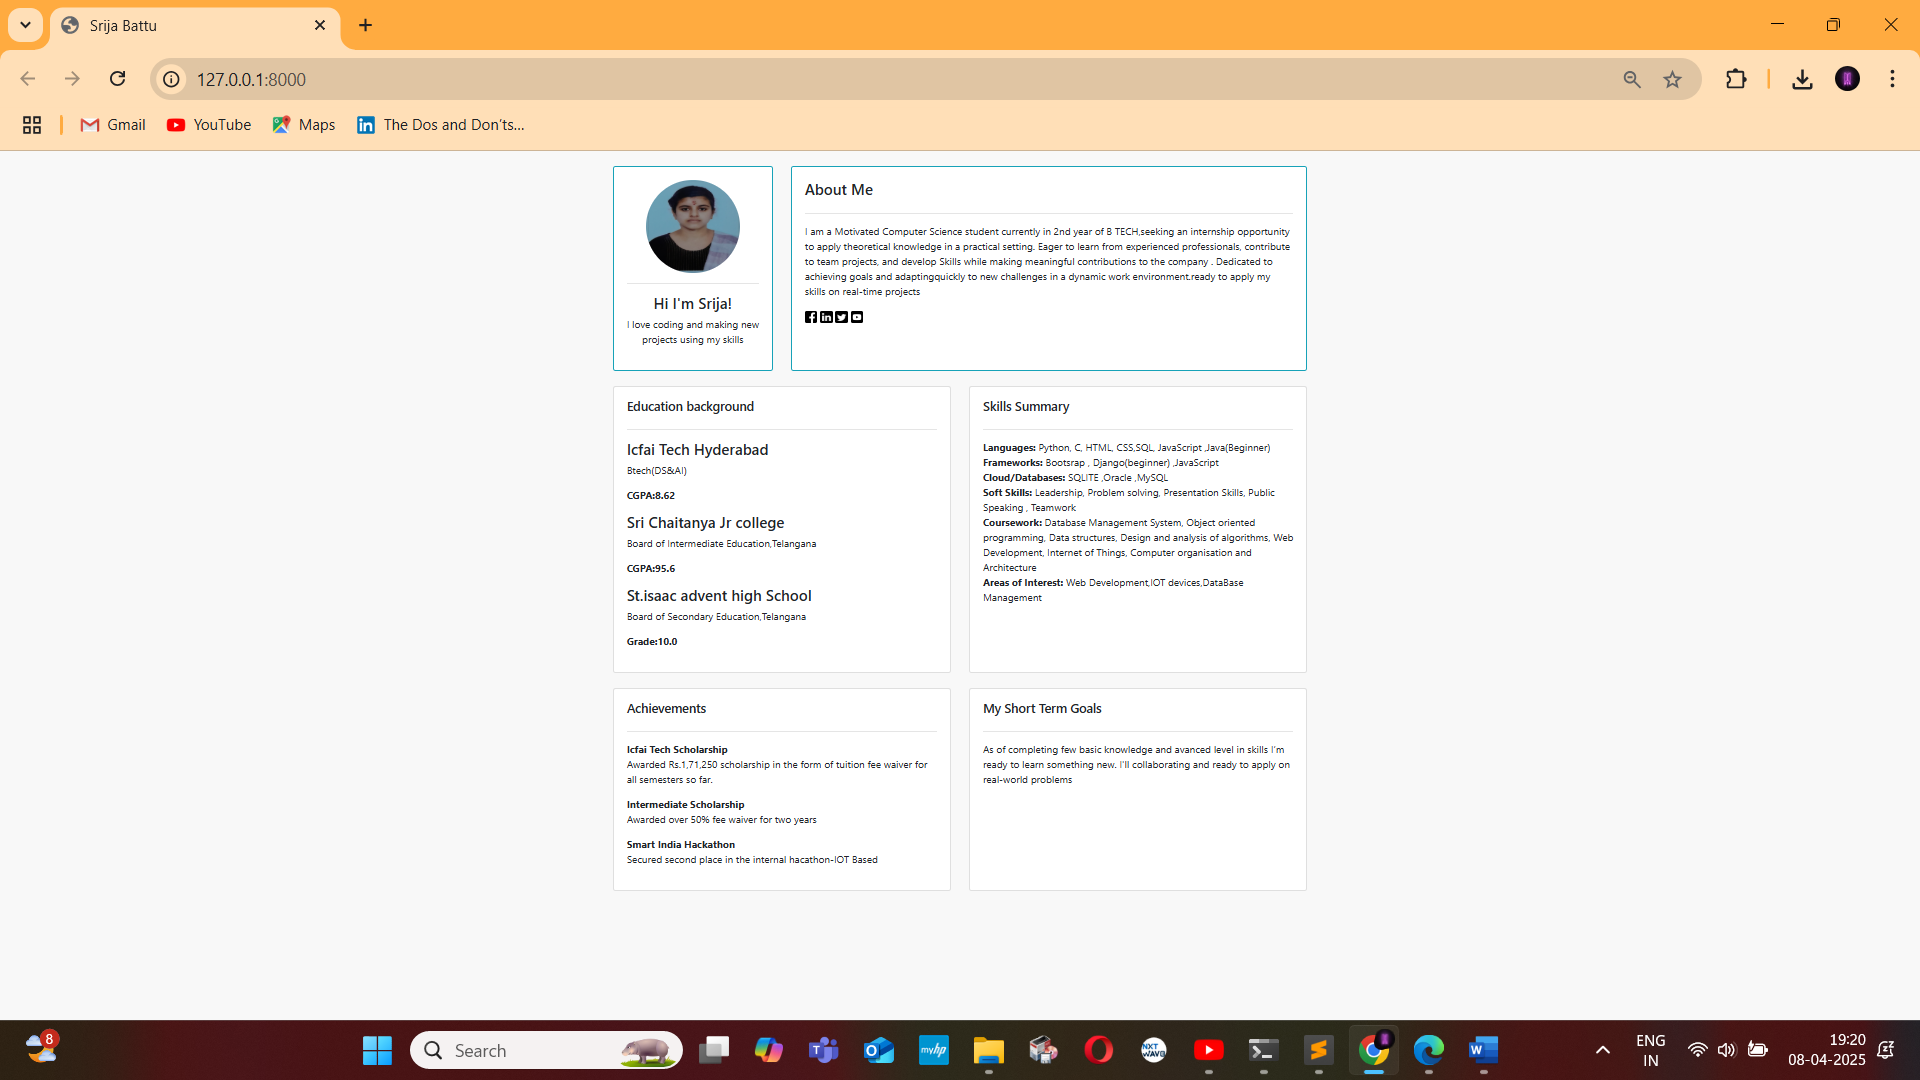 Srija Battu
127.0.0.1:8000
Gmail
YouTube
Maps
The Dos and Don'ts...
Hi I'm Srija!
I love coding and making new
projects using my skills
About Me
I am a Motivated Computer Science student currently in 2nd year of B TECH,seeking an internship opportunity
to apply theoretical knowledge in a practical setting. Eager to learn from experienced professionals, contribute
to team projects, and develop Skills while making meaningful contributions to the company . Dedicated to
achieving goals and adaptingquickly to new challenges in a dynamic work environment.ready to apply my
skills on real-time projects
Education background
Icfai Tech Hyderabad
Btech(DS&AI)
CGPA:8.62
Sri Chaitanya Jr college
Board of Intermediate Education,Telangana
CGPA:95.6
St.isaac advent high School
Board of Secondary Education,Telangana
Grade:10.0
Skills Summary
Languages: Python, C, HTML, CSS,SQL, JavaScript ,Java(Beginner)
Frameworks: Bootsrap , Django(beginner) ,JavaScript
Cloud/Databases: SQLITE ,Oracle ,MySQL
Soft Skills: Leadership, Problem solving, Presentation Skills, Public
Speaking , Teamwork
Coursework: Database Management System, Object oriented
programming, Data structures, Design and analysis of algorithms, Web
Development, Internet of Things, Computer organisation and
Architecture
Areas of Interest: Web Development,IOT devices,DataBase
Management
Achievements
Icfai Tech Scholarship
Awarded Rs.1,71,250 scholarship in the form of tuition fee waiver for
all semesters so far.
Intermediate Scholarship
Awarded over 50% fee waiver for two years
Smart India Hackathon
Secured second place in the internal hacathon-IOT Based
My Short Term Goals
As of completing few basic knowledge and avanced level in skills I'm
ready to learn something new. I'll collaborating and ready to apply on
real-world problems
8
Search
myhp
NXT
WAVE
ENG
IN
19:20
08-04-2025